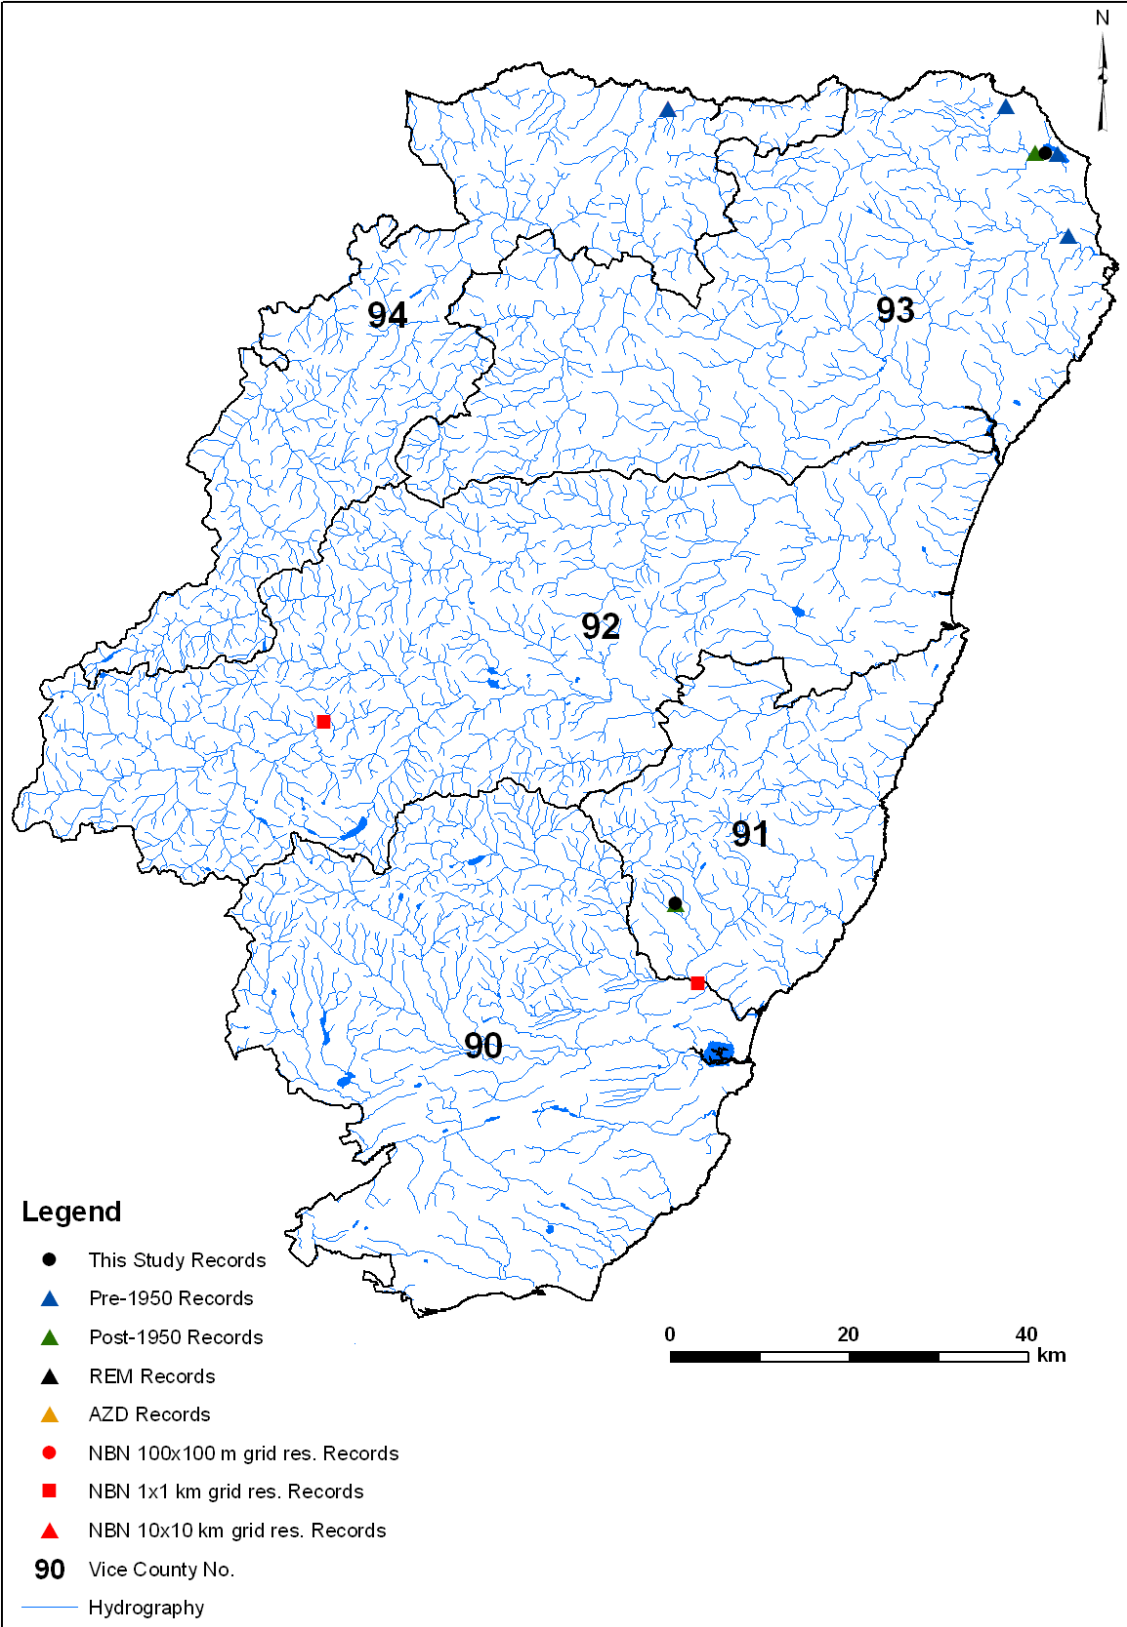 N
94
93
92
91
90
Legend
This Study Records
Pre-1950 Records
Post-1950 Records
REM Records
AZD Records
NBN 100x100 m grid res. Records
NBN 1x1 km grid res. Records
NBN 10x10 km grid res. Records
90 Vice County No.
Hydrography
0 20 40
km